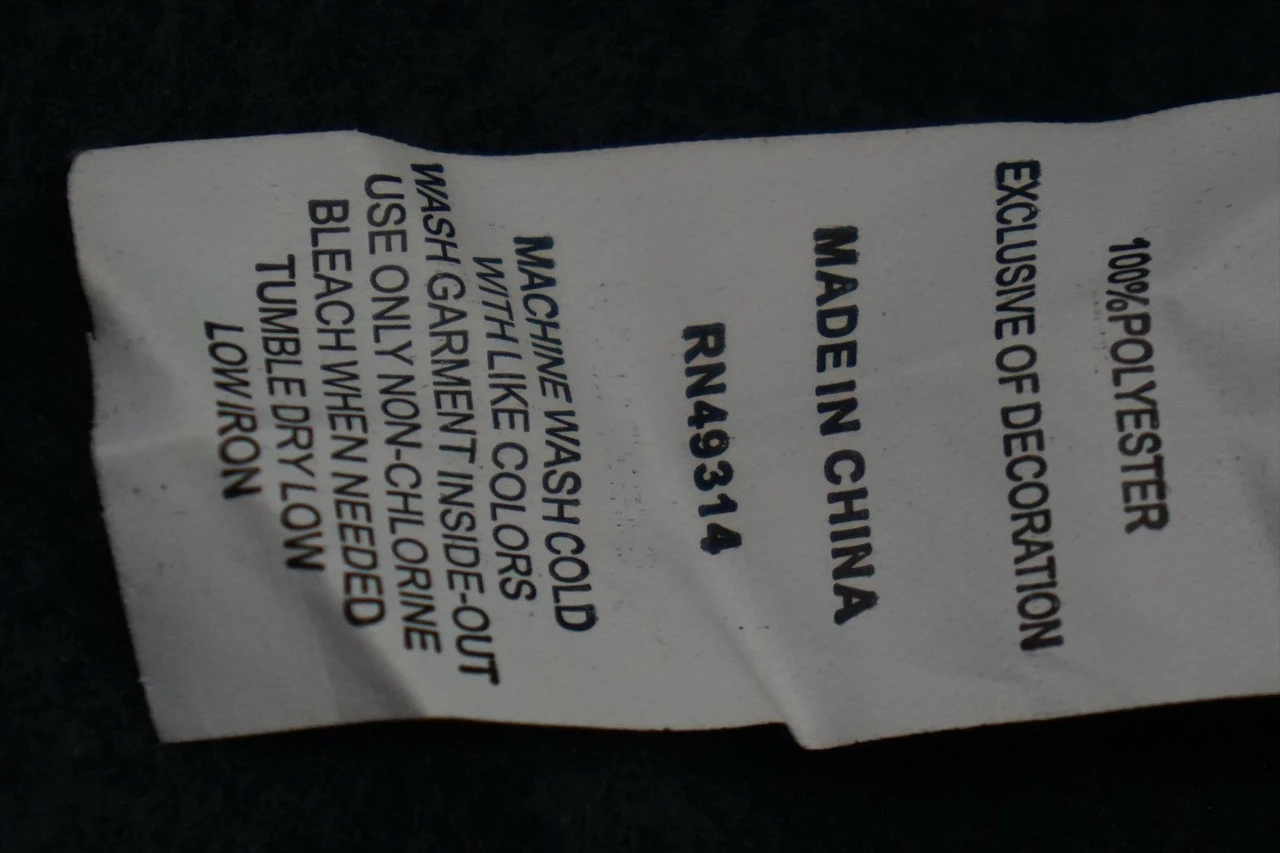 100%POLYESTER
EXCLUSIVE OF DECORATION
MADE IN CHINA
RN49314
MACHINE WASH COLD
WITH LIKE COLORS
WASH GARMENT INSIDE-OUT
USE ONLY NON-CHLORINE
BLEACH WHEN NEEDED
TUMBLE DRY LOW
LOW IRON